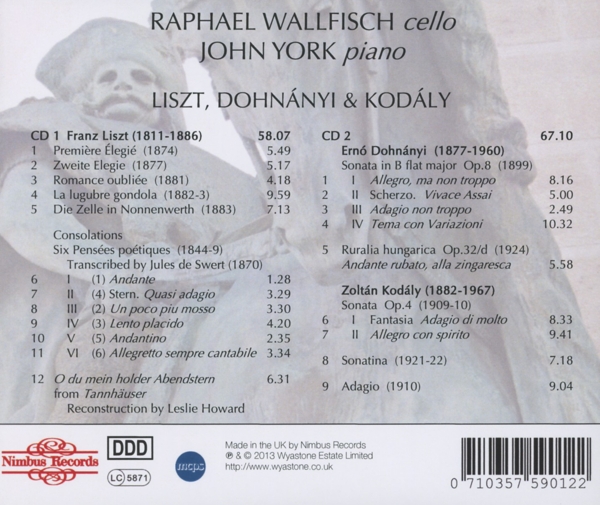 RAPHAEL WALLFISCH cello
JOHN YORK piano
LISZT, DOHNÁNYI & KODÁLY
CD 1 Franz Liszt (1811-1886) 58.07
1 Première Élegié (1874) 5.49
2 Zweite Elegie (1877) 5.17
3 Romance oubliée (1881) 4.18
4 La lugubre gondola (1882-3) 9.59
5 Die Zelle in Nonnenwerth (1883) 7.13
Consolations
Six Pensées poétiques (1844-9)
Transcribed by Jules de Swert (1870)
6 I (1) Andante 1.28
7 II (4) Stern. Quasi adagio 3.29
8 III (2) Un poco piu mosso 3.30
9 IV (3) Lento placido 4.20
10 V (5) Andantino 2.35
11 VI (6) Allegretto sempre cantabile 3.34
12 O du mein holder Abendstern 6.31
from Tannhäuser
Reconstruction by Leslie Howard
CD 2 67.10
Ernő Dohnányi (1877-1960)
Sonata in B flat major Op.8 (1899)
1 I Allegro, ma non troppo 8.16
2 II Scherzo. Vivace Assai 5.00
3 III Adagio non troppo 2.49
4 IV Tema con Variazioni 10.32
5 Ruralia hungarica Op.32/d (1924)
Andante rubato, alla zingaresca 5.58
Zoltán Kodály (1882-1967)
Sonata Op.4 (1909-10)
6 I Fantasia Adagio di molto 8.33
7 II Allegro con spirito 9.41
8 Sonatina (1921-22) 7.18
9 Adagio (1910) 9.04
Nimbus Records
DDD
LC 5871
mcps
Made in the UK by Nimbus Records
℗ & © 2013 Wyastone Estate Limited
http://www.wyastone.co.uk
0 710357 590122